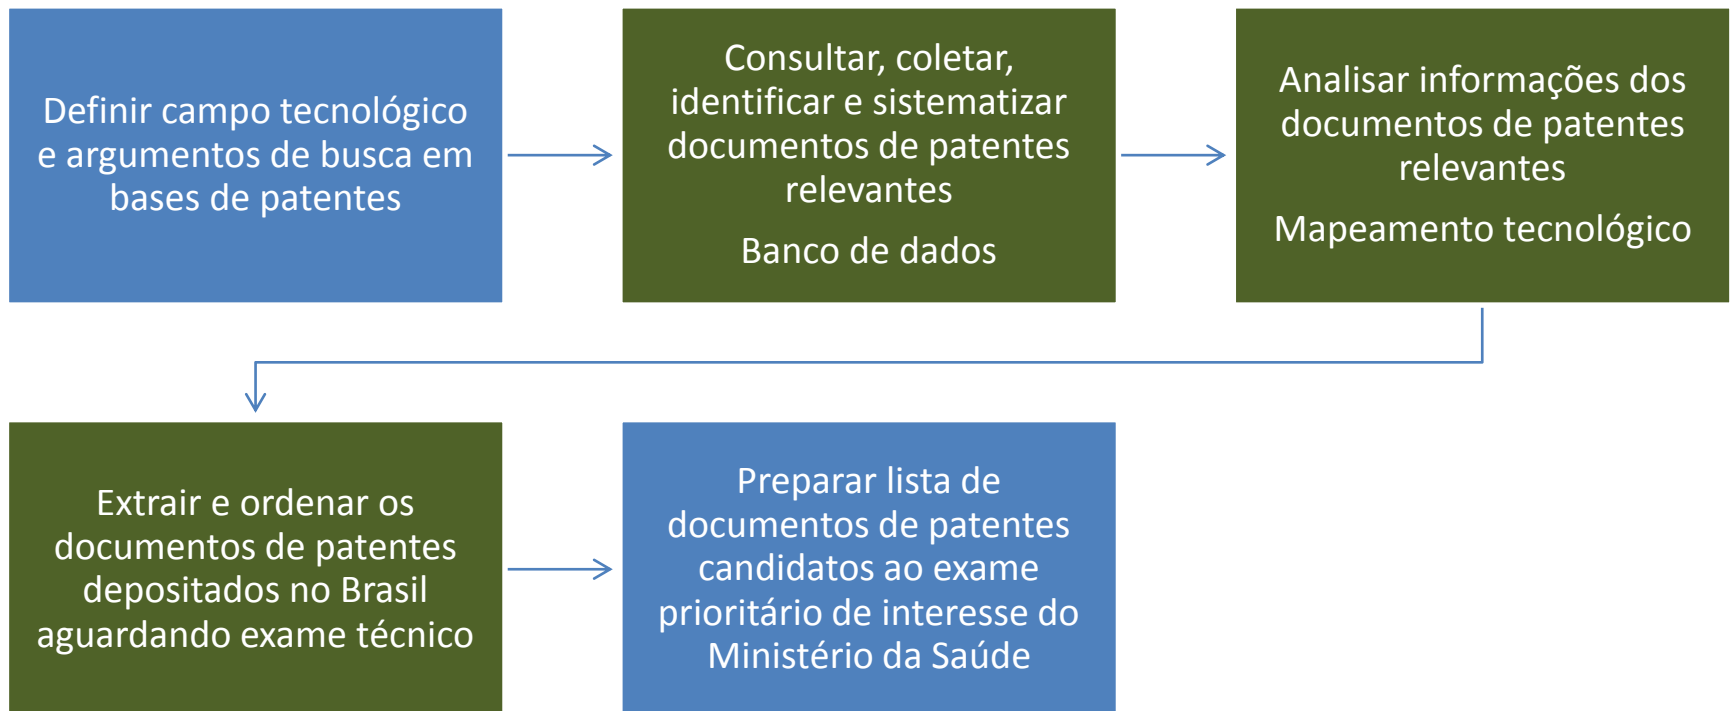 Definir campo tecnológico
e argumentos de busca em
bases de patentes
Consultar, coletar,
identificar e sistematizar
documentos de patentes
relevantes
Banco de dados
Analisar informações dos
documentos de patentes
relevantes
Mapeamento tecnológico
Extrair e ordenar os
documentos de patentes
depositados no Brasil
aguardando exame técnico
Preparar lista de
documentos de patentes
candidatos ao exame
prioritário de interesse do
Ministério da Saúde